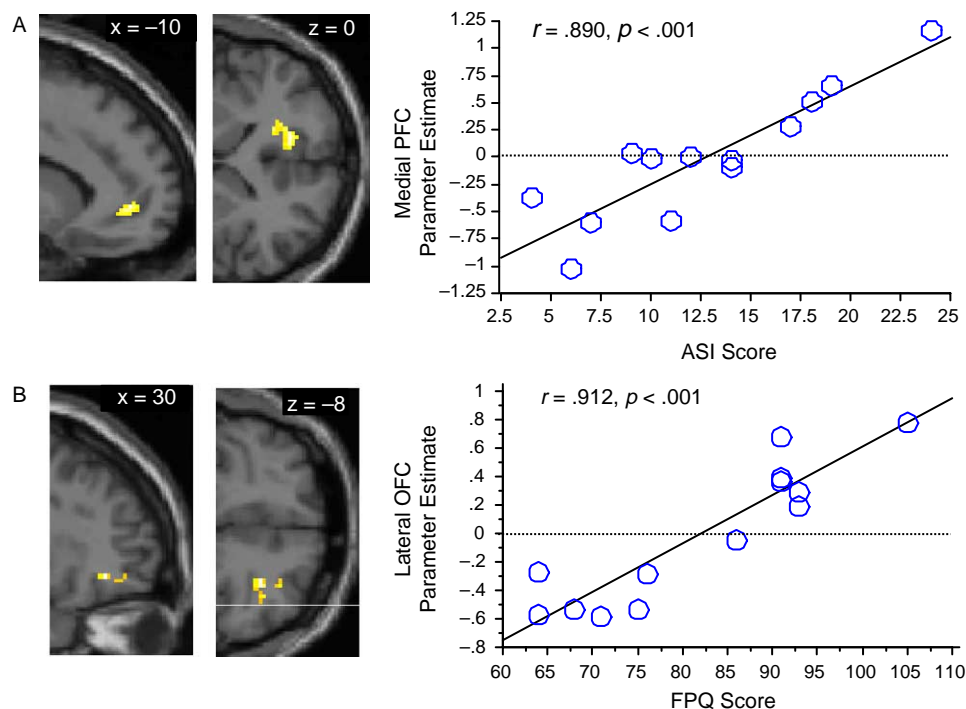 A
x = –10
z = 0
r = .890, p < .001
Medial PFC
Parameter Estimate
1.25
1
.75
.5
.25
0
–.25
–.5
–.75
–1
–1.25
2.5 5 7.5 10 12.5 15 17.5 20 22.5 25
ASI Score
B
x = 30
z = –8
r = .912, p < .001
Lateral OFC
Parameter Estimate
1
.8
.6
.4
.2
0
–.2
–.4
–.6
–.8
60 65 70 75 80 85 90 95 100 105 110
FPQ Score